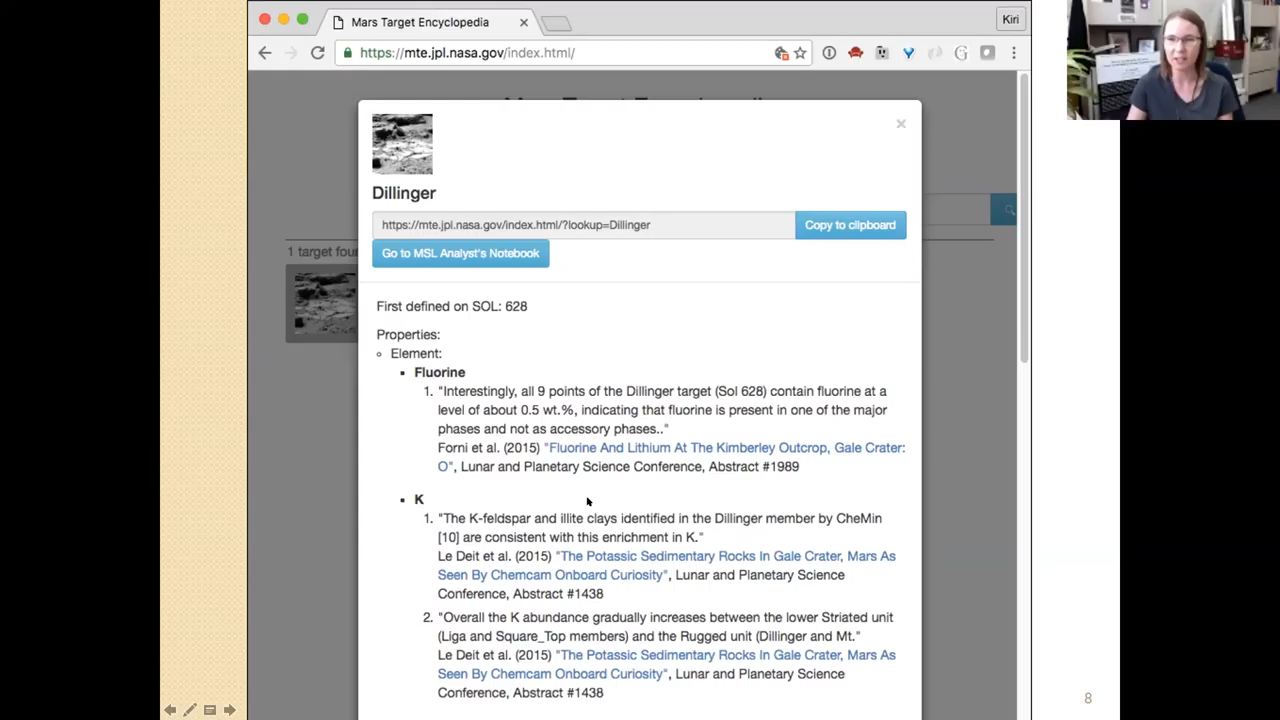 Mars Target Encyclopedia
Kiri
https://mte.jpl.nasa.gov/index.html/
Dillinger
https://mte.jpl.nasa.gov/index.html/?lookup=Dillinger
Copy to clipboard
Go to MSL Analyst's Notebook
1 target fou
First defined on SOL: 628
Properties:
Element:
Fluorine
1. "Interestingly, all 9 points of the Dillinger target (Sol 628) contain fluorine at a
level of about 0.5 wt.%, indicating that fluorine is present in one of the major
phases and not as accessory phases.."
Forni et al. (2015) "Fluorine And Lithium At The Kimberley Outcrop, Gale Crater:
O", Lunar and Planetary Science Conference, Abstract #1989
K
1. "The K-feldspar and illite clays identified in the Dillinger member by CheMin
[10] are consistent with this enrichment in K."
Le Deit et al. (2015) "The Potassic Sedimentary Rocks In Gale Crater, Mars As
Seen By Chemcam Onboard Curiosity", Lunar and Planetary Science
Conference, Abstract #1438
2. "Overall the K abundance gradually increases between the lower Striated unit
(Liga and Square_Top members) and the Rugged unit (Dillinger and Mt."
Le Deit et al. (2015) "The Potassic Sedimentary Rocks In Gale Crater, Mars As
Seen By Chemcam Onboard Curiosity", Lunar and Planetary Science
Conference, Abstract #1438
8